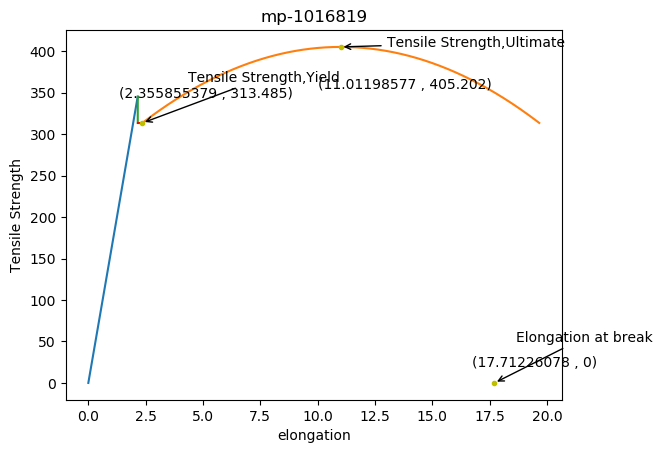 mp-1016819
Tensile Strength
400
350
300
250
200
150
100
50
0
Tensile Strength,Ultimate
(11.01198577 , 405.202)
Tensile Strength,Yield
(2.355855379 , 313.485)
Elongation at break
(17.71226078 , 0)
0.0 2.5 5.0 7.5 10.0 12.5 15.0 17.5 20.0
elongation